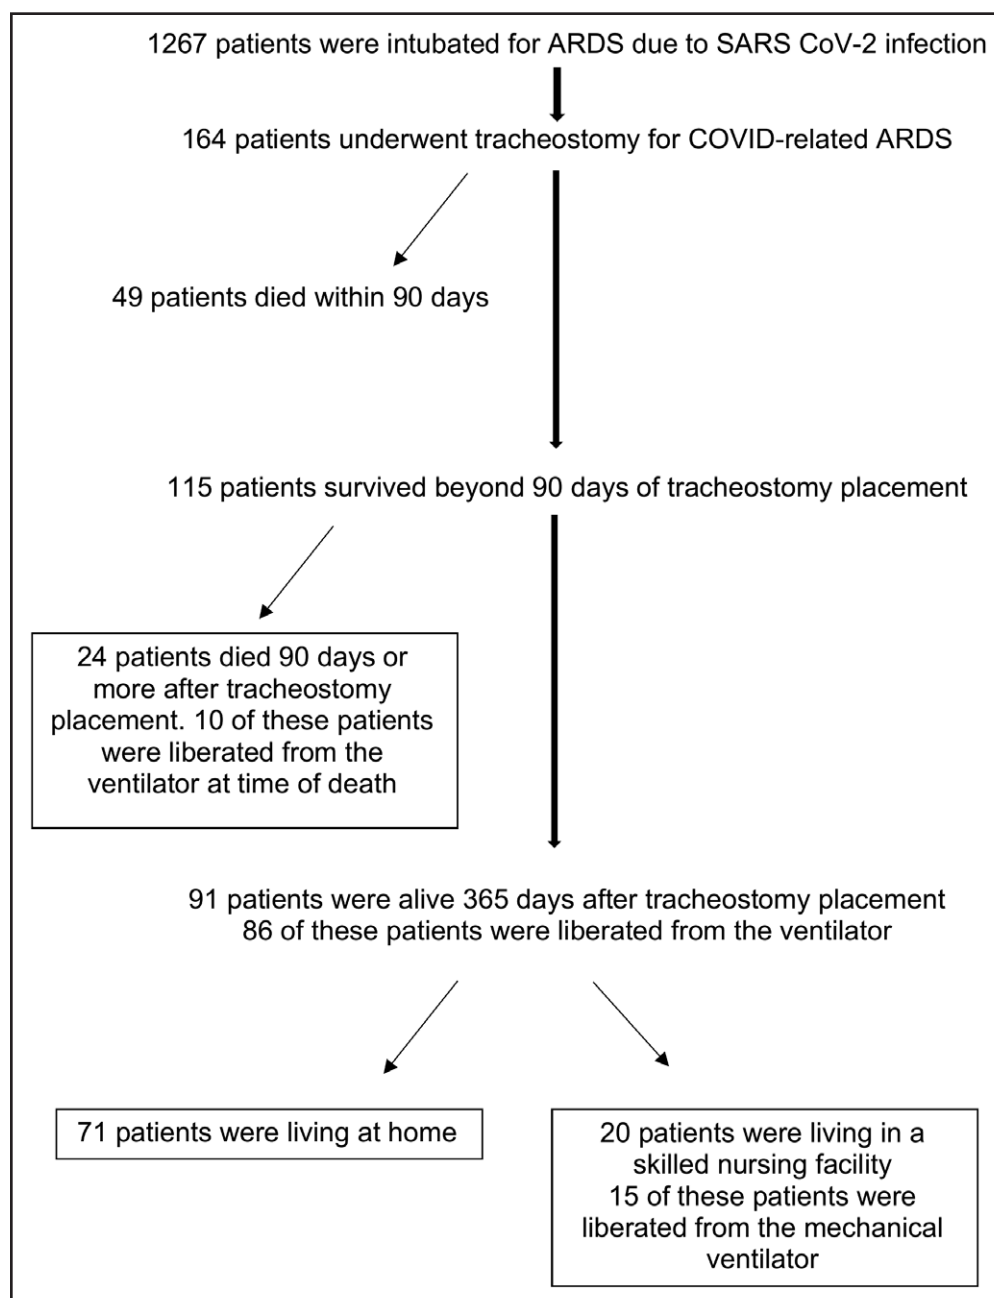 1267 patients were intubated for ARDS due to SARS CoV-2 infection
164 patients underwent tracheostomy for COVID-related ARDS
49 patients died within 90 days
115 patients survived beyond 90 days of tracheostomy placement
24 patients died 90 days or
more after tracheostomy
placement. 10 of these patients
were liberated from the
ventilator at time of death
91 patients were alive 365 days after tracheostomy placement
86 of these patients were liberated from the ventilator
71 patients were living at home
20 patients were living in a
skilled nursing facility
15 of these patients were
liberated from the mechanical
ventilator